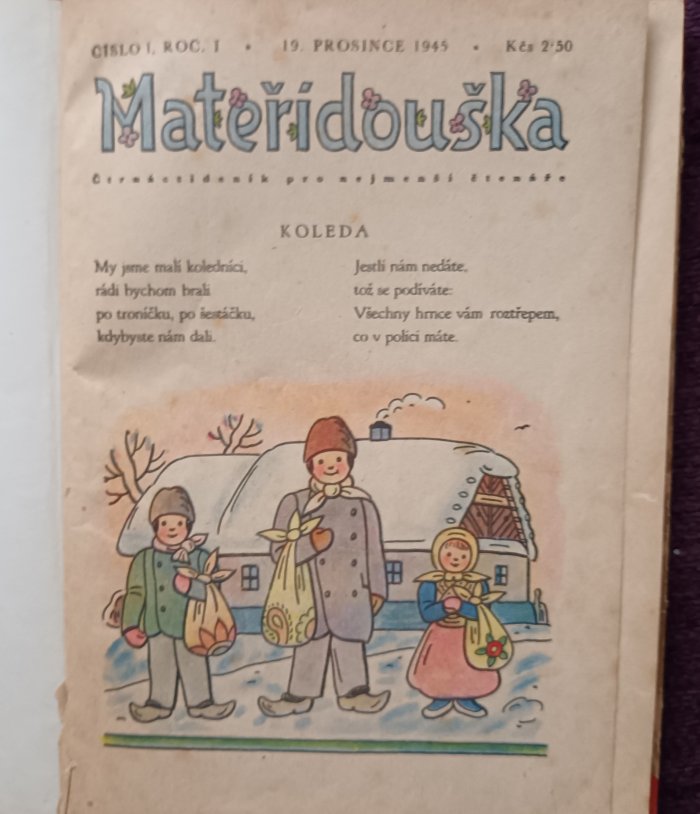 ČÍSLO 1, ROČ. I • 19. PROSINCE 1945 • Kčs 2·50
Mateřídouška
Čtrnáctideník pro nejmenší čtenáře
KOLEDA
My jsme malí koledníci,
rádi bychom brali
po troníčku, po šestáčku,
kdybyste nám dali.
Jestli nám nedáte,
tož se podíváte:
Všechny hrnce vám roztřepem,
co v polici máte.